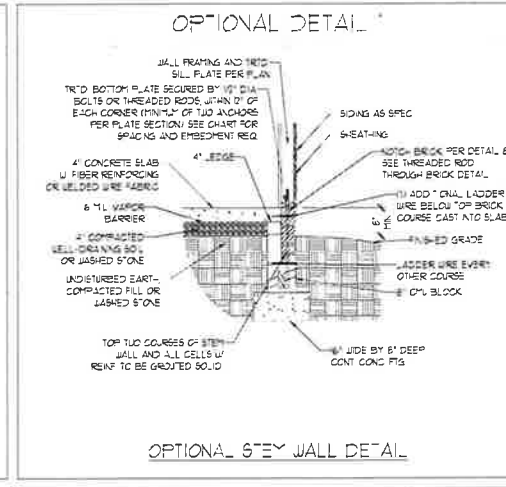 OPTIONAL DETAIL
WALL FRAMING AND TRTD
SILL PLATE PER PLAN
TRTD BOTTOM PLATE SECURED BY 1/2" DIA
BOLTS OR THREADED RODS, WITHIN 12" OF
EACH CORNER (MINIMUM OF TWO ANCHORS
PER PLATE SECTION) SEE CHART FOR
SPACING AND EMBEDMENT REQ
4" LEDGE
4" CONCRETE SLAB
W/ FIBER REINFORCING
OR WELDED WIRE FABRIC
6 MIL VAPOR
BARRIER
4" COMPACTED
WELL-DRAINING SOIL
OR WASHED STONE
UNDISTURBED EARTH,
COMPACTED FILL OR
WASHED STONE
TOP TWO COURSES OF STEM
WALL AND ALL CELLS W/
REINF TO BE GROUTED SOLID
SIDING AS SPEC
SHEATHING
NOTCH BRICK PER DETAIL &
SEE THREADED ROD
THROUGH BRICK DETAIL
(1) ADDITIONAL LADDER
WIRE BELOW TOP BRICK
COURSE CAST INTO SLAB
MIN
FINISHED GRADE
LADDER WIRE EVERY
OTHER COURSE
8" CMU BLOCK
WIDE BY 8" DEEP
CONT CONC FTG
OPTIONAL STEM WALL DETAIL